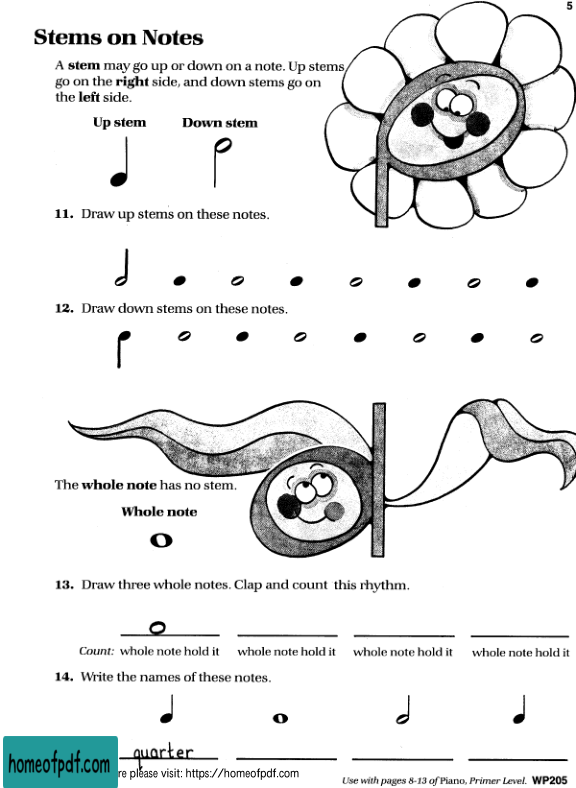 5
Stems on Notes
A stem may go up or down on a note. Up stems
go on the right side, and down stems go on
the left side.
Up stem Down stem
11. Draw up stems on these notes.
12. Draw down stems on these notes.
The whole note has no stem.
Whole note
13. Draw three whole notes. Clap and count this rhythm.
Count: whole note hold it whole note hold it whole note hold it whole note hold it
14. Write the names of these notes.
quarter
homeofpdf.com
re please visit: https://homeofpdf.com
Use with pages 8-13 of Piano, Primer Level. WP205